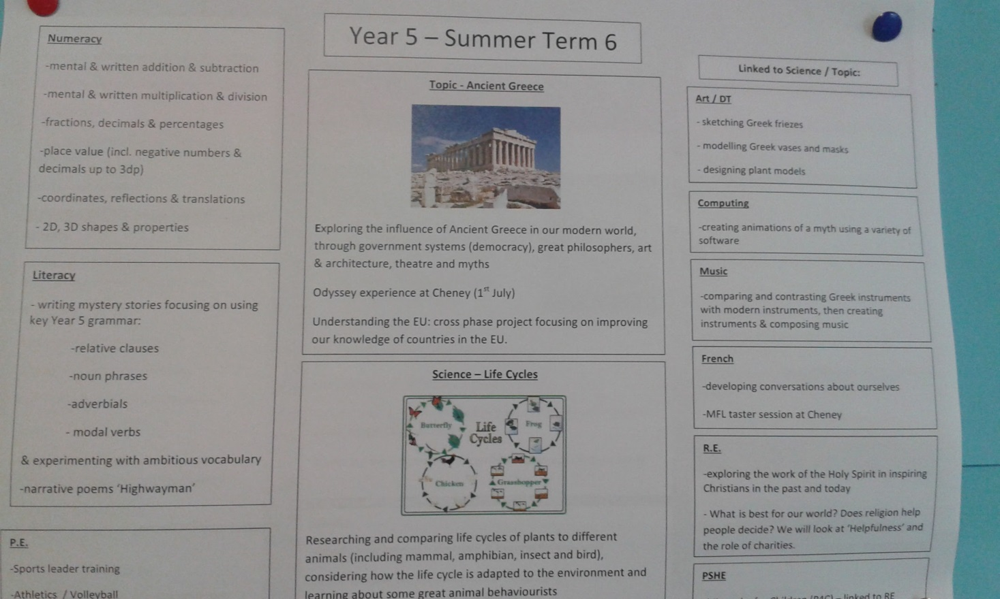 Year 5 – Summer Term 6
Numeracy
-mental & written addition & subtraction
-mental & written multiplication & division
-fractions, decimals & percentages
-place value (incl. negative numbers &
decimals up to 3dp)
-coordinates, reflections & translations
- 2D, 3D shapes & properties
Literacy
- writing mystery stories focusing on using
key Year 5 grammar:
-relative clauses
-noun phrases
-adverbials
- modal verbs
& experimenting with ambitious vocabulary
-narrative poems ‘Highwayman’
P.E.
-Sports leader training
-Athletics / Volleyball
Topic - Ancient Greece
Exploring the influence of Ancient Greece in our modern world,
through government systems (democracy), great philosophers, art
& architecture, theatre and myths
Odyssey experience at Cheney (1st July)
Understanding the EU: cross phase project focusing on improving
our knowledge of countries in the EU.
Science – Life Cycles
Butterfly
Life
Cycles
Frog
Chicken
Grasshopper
Researching and comparing life cycles of plants to different
animals (including mammal, amphibian, insect and bird),
considering how the life cycle is adapted to the environment and
learning about some great animal behaviourists
Linked to Science / Topic:
Art / DT
- sketching Greek friezes
- modelling Greek vases and masks
- designing plant models
Computing
-creating animations of a myth using a variety of
software
Music
-comparing and contrasting Greek instruments
with modern instruments, then creating
instruments & composing music
French
-developing conversations about ourselves
-MFL taster session at Cheney
R.E.
-exploring the work of the Holy Spirit in inspiring
Christians in the past and today
- What is best for our world? Does religion help
people decide? We will look at ‘Helpfulness’ and
the role of charities.
PSHE
linked to RE